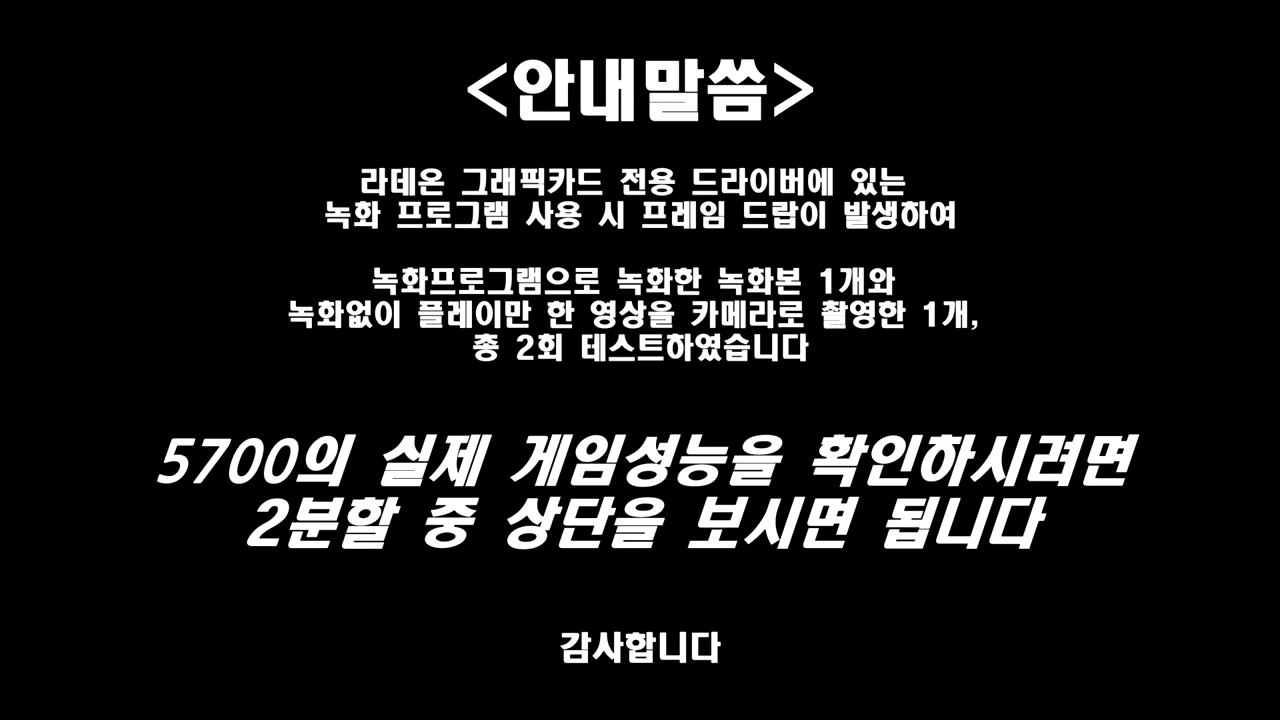 <안내말씀>
라데온 그래픽카드 전용 드라이버에 있는
녹화 프로그램 사용 시 프레임 드랍이 발생하여
녹화프로그램으로 녹화한 녹화본 1개와
녹화없이 플레이만 한 영상을 카메라로 촬영한 1개,
총 2회 테스트하였습니다
5700의 실제 게임성능을 확인하시려면
2분할 중 상단을 보시면 됩니다
감사합니다